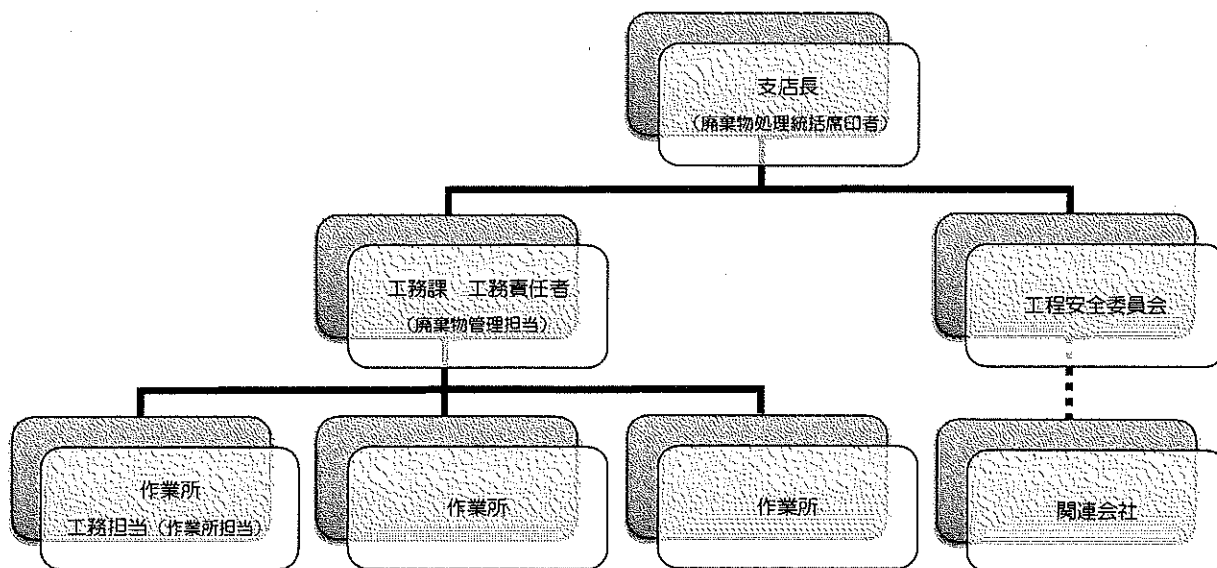 支店長
（廃棄物処理統括席印者）
工務課　工務責任者
（廃棄物管理担当）
工程安全委員会
作業所
工務担当（作業所担当）
作業所
作業所
関連会社